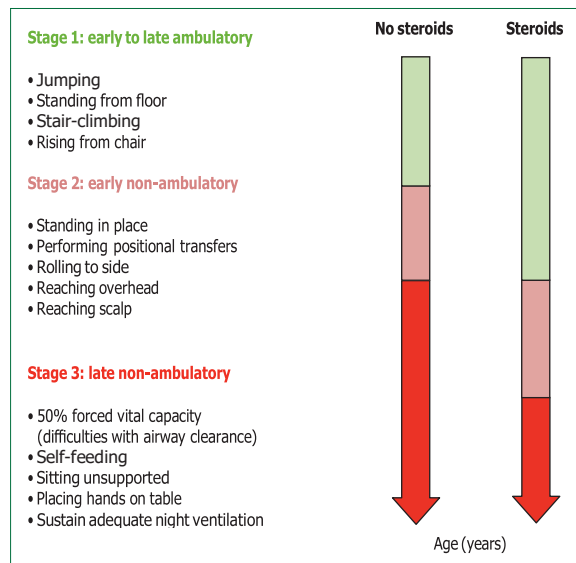 No steroids
Steroids
Stage 1: early to late ambulatory
• Jumping
• Standing from floor
• Stair-climbing
• Rising from chair
Stage 2: early non-ambulatory
• Standing in place
• Performing positional transfers
• Rolling to side
• Reaching overhead
• Reaching scalp
Stage 3: late non-ambulatory
• 50% forced vital capacity
(difficulties with airway clearance)
• Self-feeding
• Sitting unsupported
• Placing hands on table
• Sustain adequate night ventilation
Age (years)